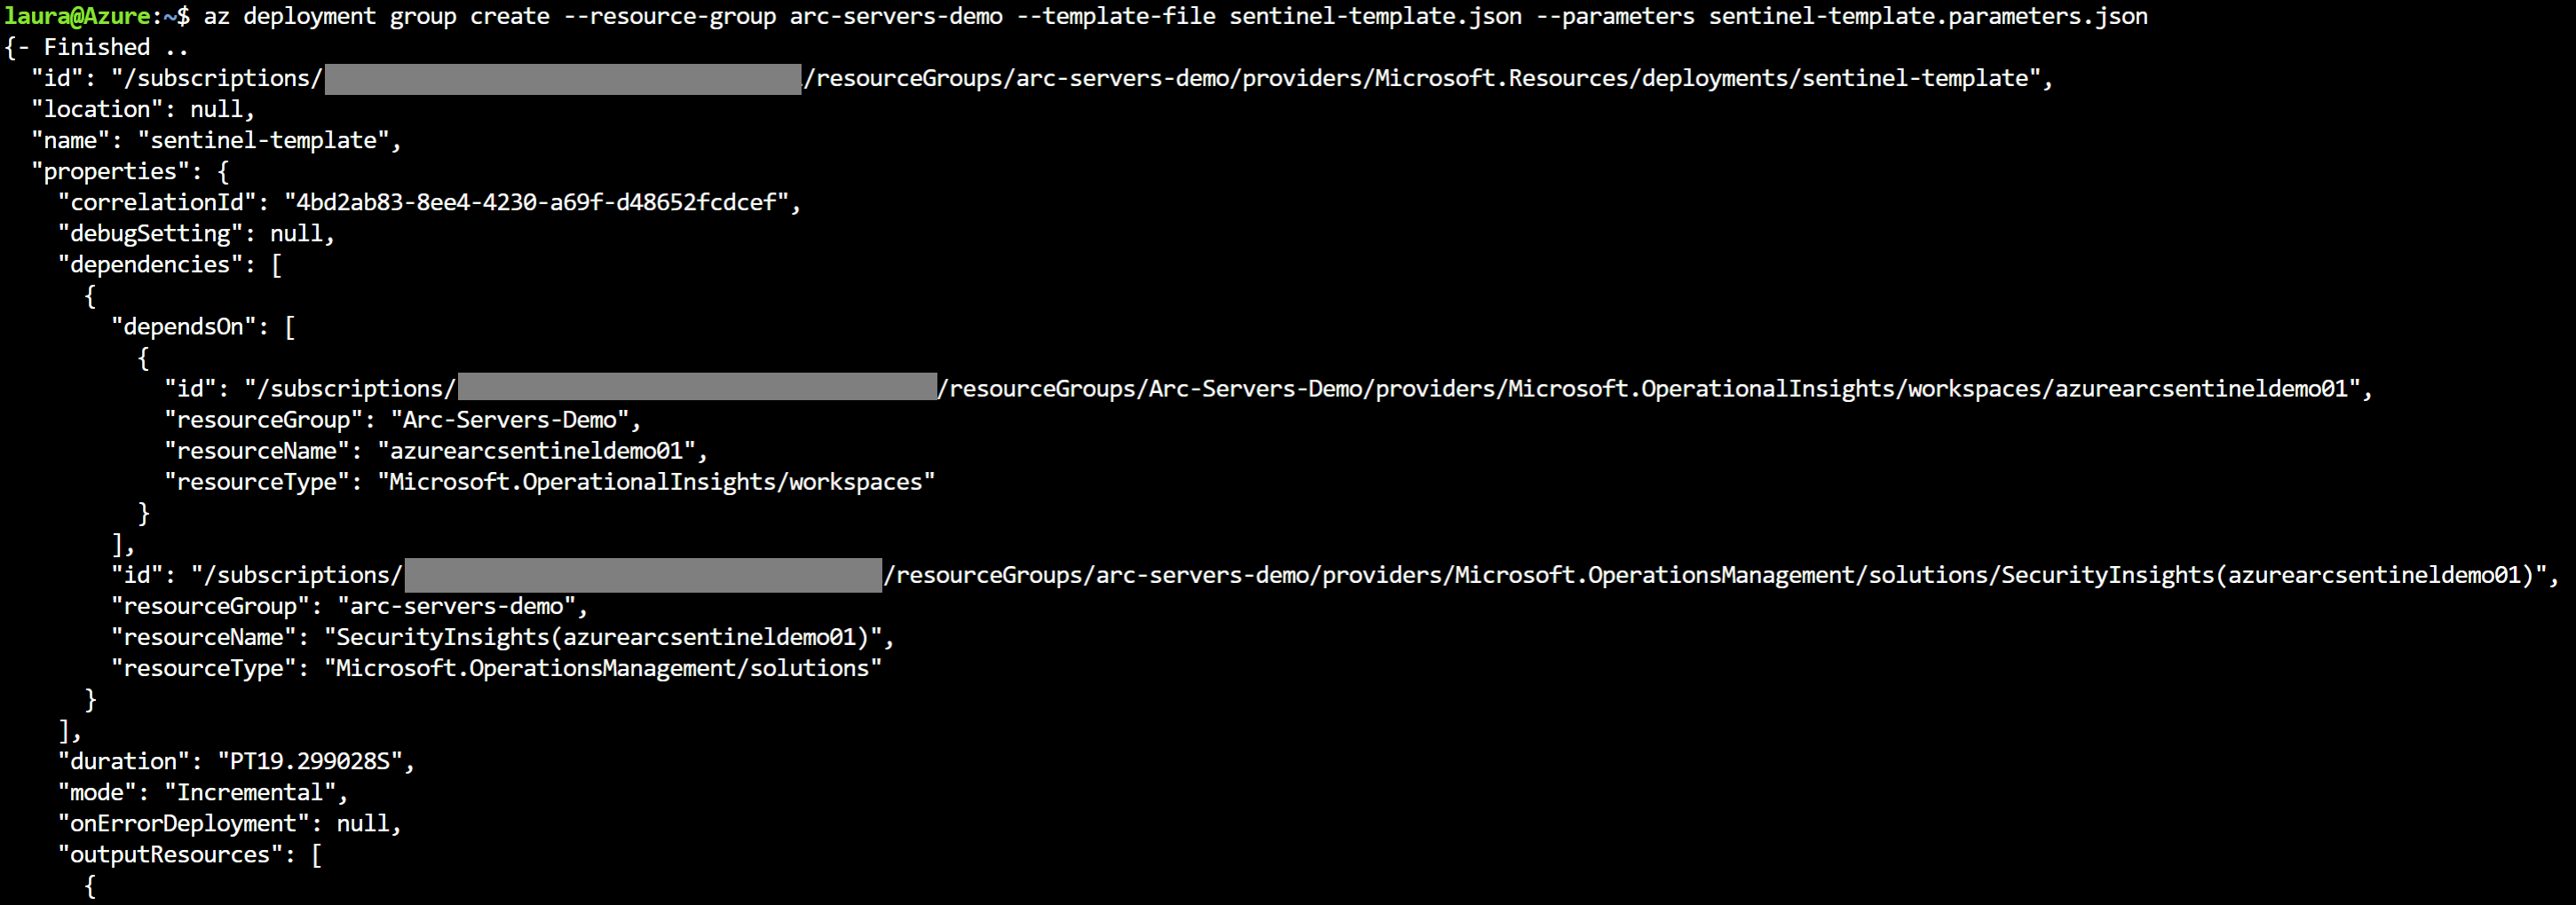 laura@Azure:~$ az deployment group create --resource-group arc-servers-demo --template-file sentinel-template.json --parameters sentinel-template.parameters.json
{- Finished ..
  "id": "/subscriptions/ /resourceGroups/arc-servers-demo/providers/Microsoft.Resources/deployments/sentinel-template",
  "location": null,
  "name": "sentinel-template",
  "properties": {
    "correlationId": "4bd2ab83-8ee4-4230-a69f-d48652fcdcef",
    "debugSetting": null,
    "dependencies": [
      {
        "dependsOn": [
          {
            "id": "/subscriptions/ /resourceGroups/Arc-Servers-Demo/providers/Microsoft.OperationalInsights/workspaces/azurearcsentineldemo01",
            "resourceGroup": "Arc-Servers-Demo",
            "resourceName": "azurearcsentineldemo01",
            "resourceType": "Microsoft.OperationalInsights/workspaces"
          }
        ],
        "id": "/subscriptions/ /resourceGroups/arc-servers-demo/providers/Microsoft.OperationsManagement/solutions/SecurityInsights(azurearcsentineldemo01)",
        "resourceGroup": "arc-servers-demo",
        "resourceName": "SecurityInsights(azurearcsentineldemo01)",
        "resourceType": "Microsoft.OperationsManagement/solutions"
      }
    ],
    "duration": "PT19.299028S",
    "mode": "Incremental",
    "onErrorDeployment": null,
    "outputResources": [
      {